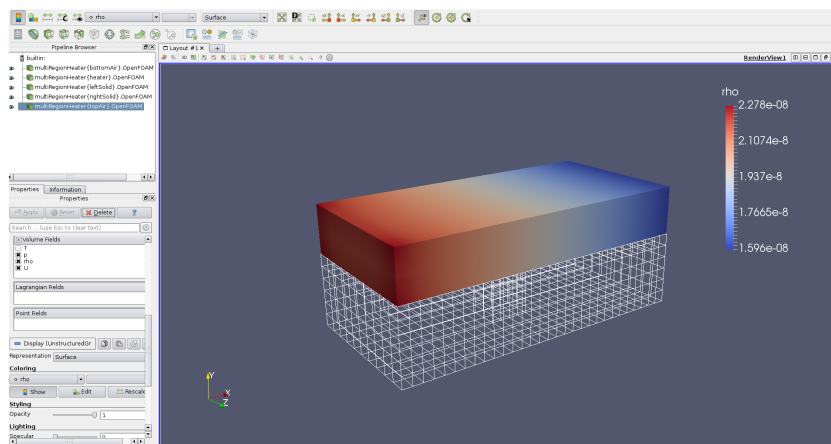 rho
Surface
Pipeline Browser
Layout #1
builtin:
multiRegionHeater{bottomAir}.OpenFOAM
multiRegionHeater{heater}.OpenFOAM
multiRegionHeater{leftSolid}.OpenFOAM
multiRegionHeater{rightSolid}.OpenFOAM
multiRegionHeater{topAir}.OpenFOAM
3D
RenderView1
Properties Information
Properties
Apply Reset Delete ?
Search ... (use Esc to clear text)
Volume Fields
T
p
rho
U
Lagrangian Fields
Point Fields
Display (UnstructuredGr
Representation Surface
Coloring
rho
Show Edit Rescale
Styling
Opacity 1
Lighting
Specular 0
rho
2.278e-08
2.1074e-8
1.937e-8
1.7665e-8
1.596e-08
Y
X
Z